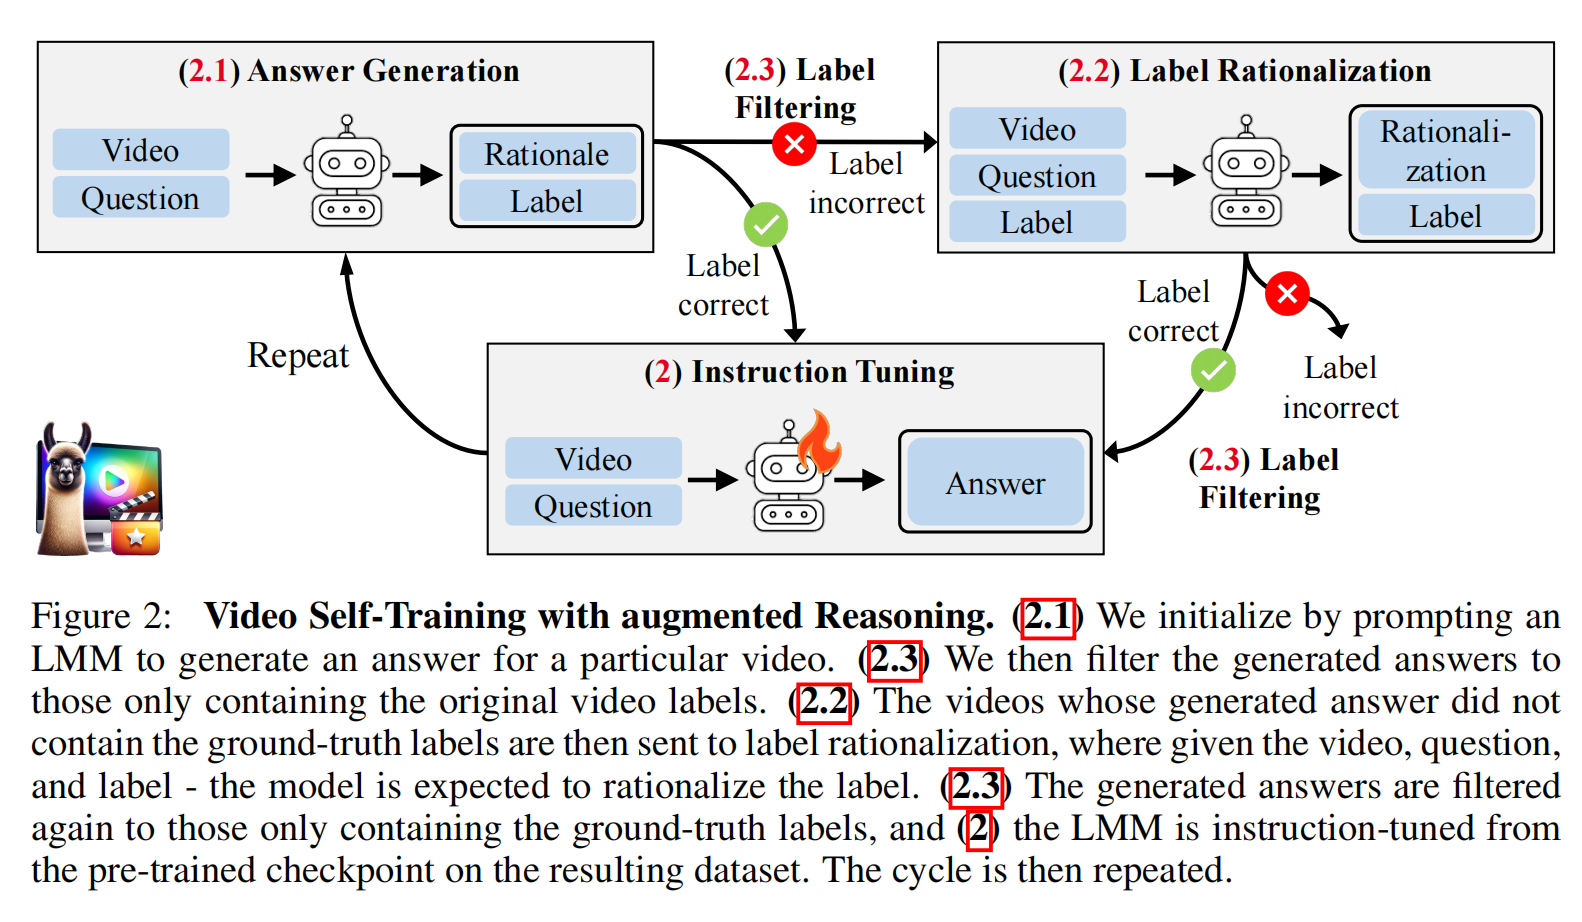 (2.1) Answer Generation
Video
Question
Rationale
Label
(2.3) Label
Filtering
Label
incorrect
Label
correct
(2.2) Label Rationalization
Video
Question
Label
Rationali-
zation
Label
Label
correct
Label
incorrect
(2.3) Label
Filtering
Repeat
(2) Instruction Tuning
Video
Question
Answer
Figure 2: Video Self-Training with augmented Reasoning. (2.1) We initialize by prompting an
LMM to generate an answer for a particular video. (2.3) We then filter the generated answers to
those only containing the original video labels. (2.2) The videos whose generated answer did not
contain the ground-truth labels are then sent to label rationalization, where given the video, question,
and label - the model is expected to rationalize the label. (2.3) The generated answers are filtered
again to those only containing the ground-truth labels, and (2) the LMM is instruction-tuned from
the pre-trained checkpoint on the resulting dataset. The cycle is then repeated.